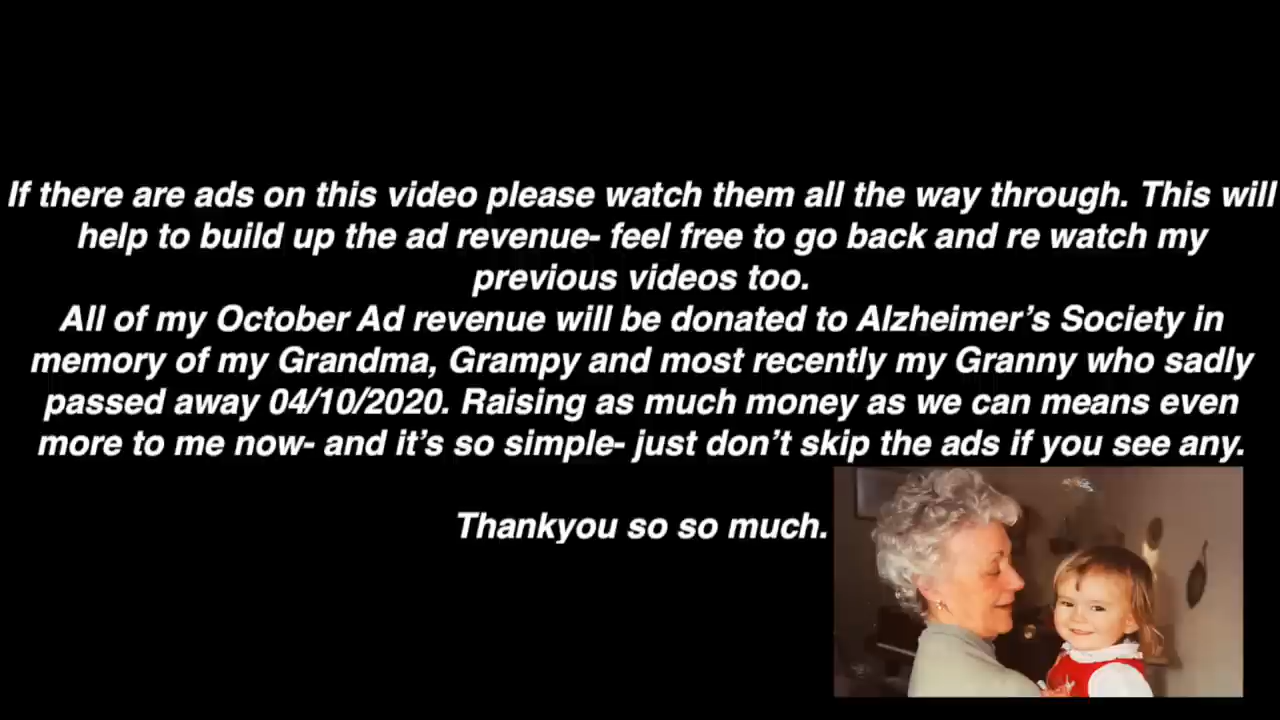 If there are ads on this video please watch them all the way through. This will
help to build up the ad revenue- feel free to go back and re watch my
previous videos too.
All of my October Ad revenue will be donated to Alzheimer’s Society in
memory of my Grandma, Grampy and most recently my Granny who sadly
passed away 04/10/2020. Raising as much money as we can means even
more to me now- and it’s so simple- just don’t skip the ads if you see any.
Thankyou so so much.